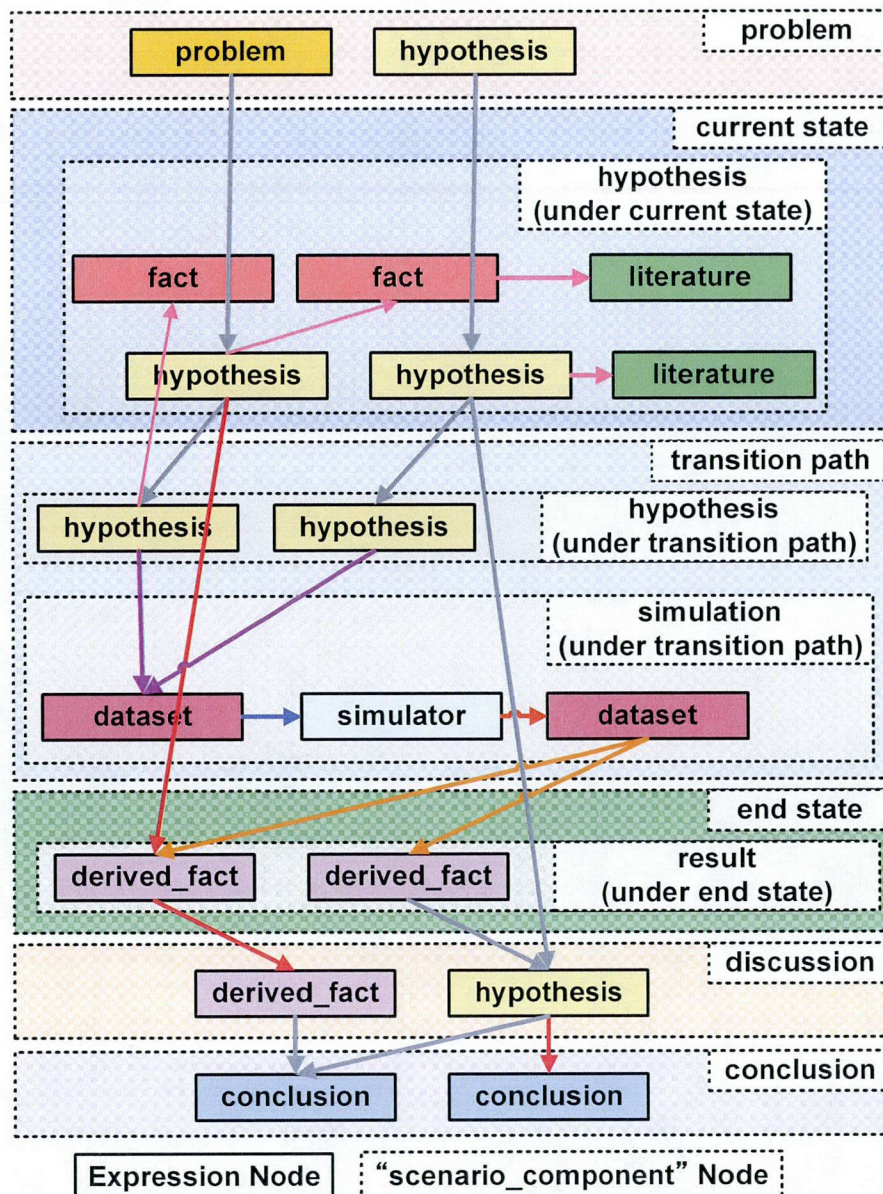 problem
problem
hypothesis
current state
hypothesis
(under current state)
fact
fact
literature
hypothesis
hypothesis
literature
transition path
hypothesis
hypothesis
hypothesis
(under transition path)
simulation
(under transition path)
dataset
simulator
dataset
end state
derived_fact
derived_fact
result
(under end state)
discussion
derived_fact
hypothesis
conclusion
conclusion
conclusion
Expression Node
“scenario_component” Node